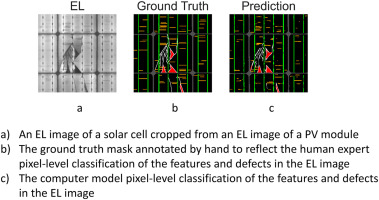 EL Ground Truth Prediction
a b c
a) An EL image of a solar cell cropped from an EL image of a PV module
b) The ground truth mask annotated by hand to reflect the human expert
pixel-level classification of the features and defects in the EL image
c) The computer model pixel-level classification of the features and defects
in the EL image